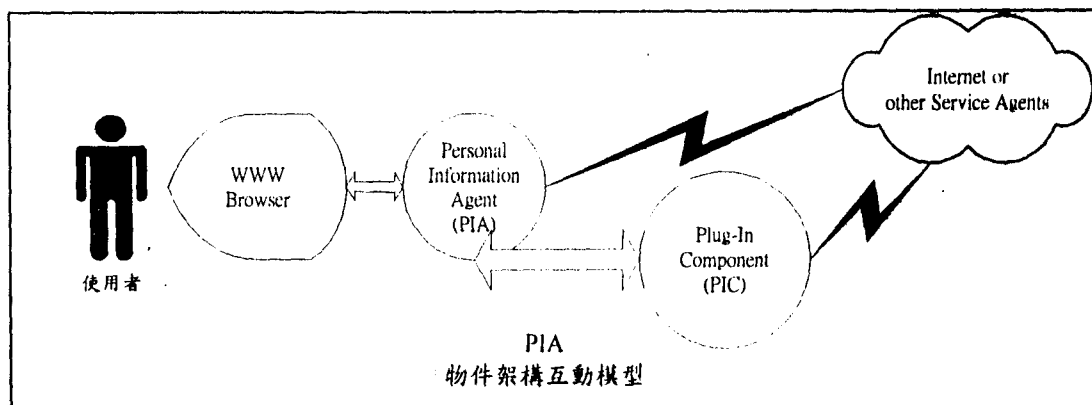 Internet or
other Service Agents
WWW
Browser
Personal
Information
Agent
(PIA)
Plug-In
Component
(PIC)
使用者
PIA
物件架構互動模型